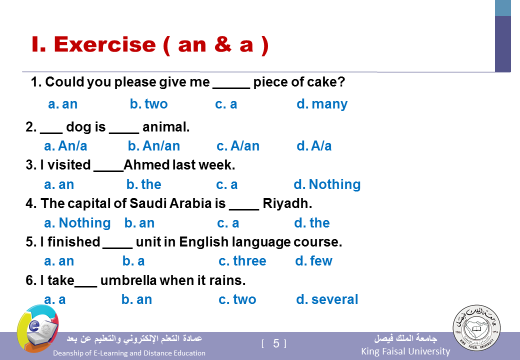 I. Exercise ( an & a )
1. Could you please give me _____ piece of cake?
a. an b. two c. a d. many
2. ___ dog is ____ animal.
a. An/a b. An/an c. A/an d. A/a
3. I visited ____Ahmed last week.
a. an b. the c. a d. Nothing
4. The capital of Saudi Arabia is ____ Riyadh.
a. Nothing b. an c. a d. the
5. I finished ____ unit in English language course.
a. an b. a c. three d. few
6. I take___ umbrella when it rains.
a. a b. an c. two d. several
عمادة التعلم الإلكتروني والتعليم عن بعد
Deanship of E-Learning and Distance Education
[ 5 ]
جامعة الملك فيصل
King Faisal University